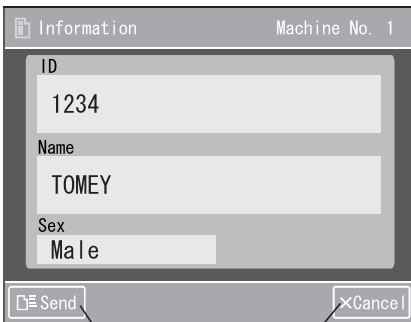 Information Machine No. 1
ID
1234
Name
TOMEY
Sex
Male
Send ×Cancel